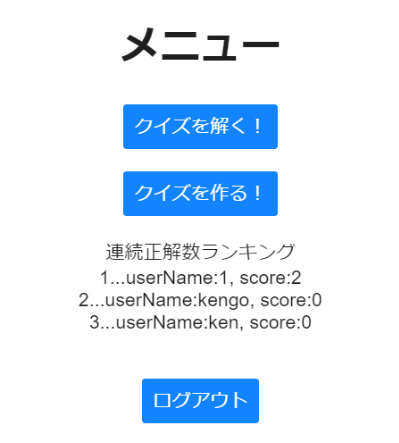 メニュー
クイズを解く！
クイズを作る！
連続正解数ランキング
1...userName:1, score:2
2...userName:kengo, score:0
3...userName:ken, score:0
ログアウト